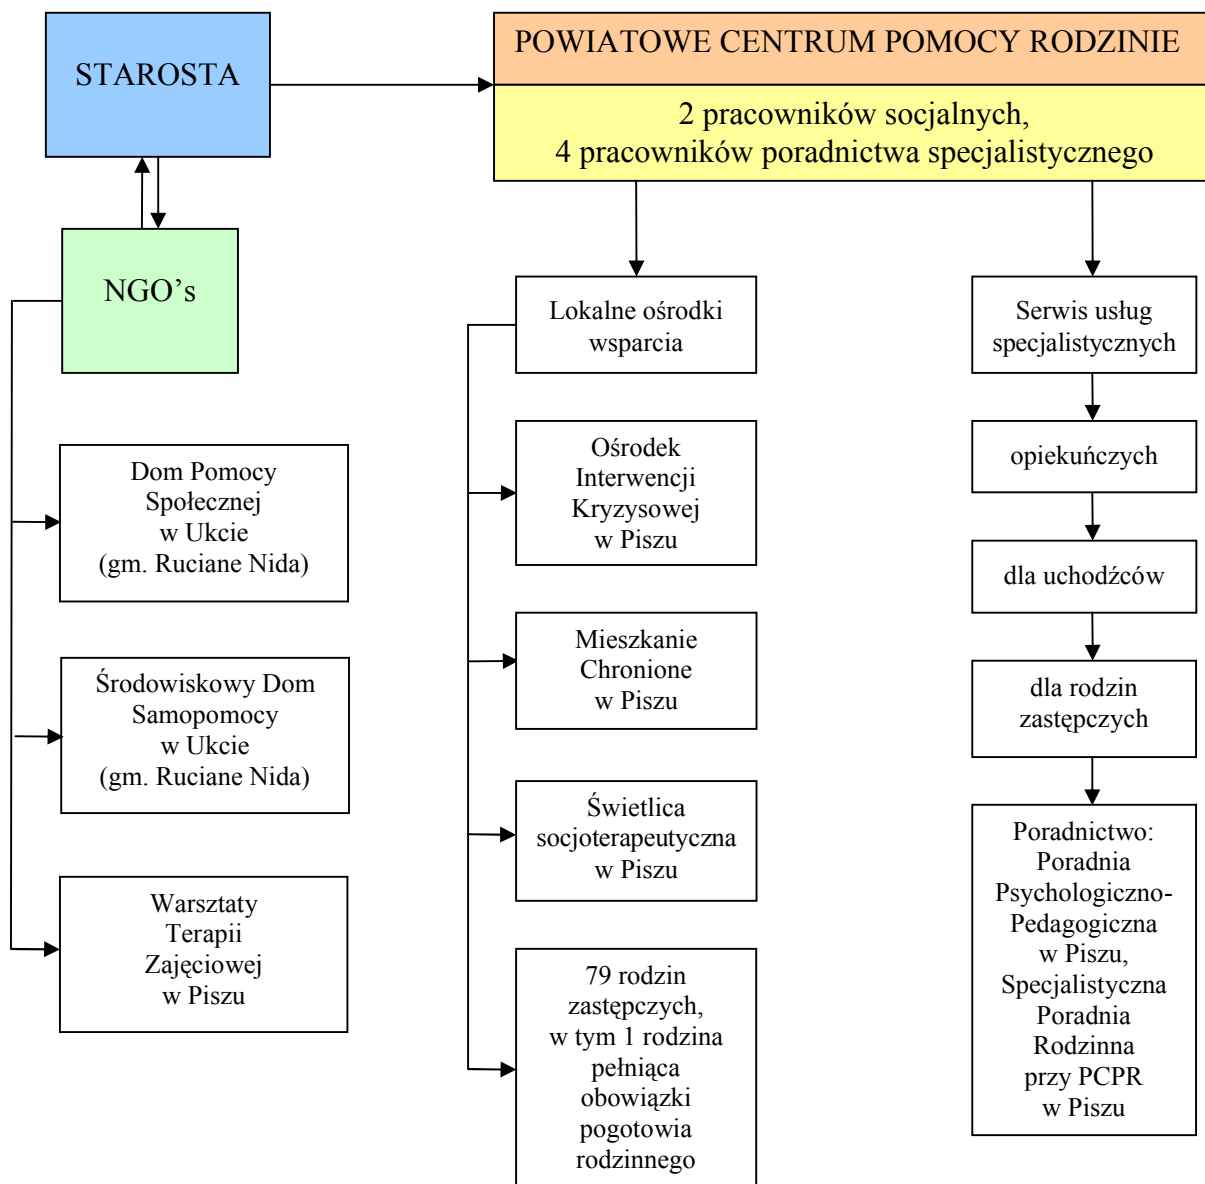 STAROSTA
POWIATOWE CENTRUM POMOCY RODZINIE
2 pracowników socjalnych,
4 pracowników poradnictwa specjalistycznego
NGO’s
Dom Pomocy
Społecznej
w Ukcie
(gm. Ruciane Nida)
Środowiskowy Dom
Samopomocy
w Ukcie
(gm. Ruciane Nida)
Warsztaty
Terapii
Zajęciowej
w Piszu
Lokalne ośrodki
wsparcia
Ośrodek
Interwencji
Kryzysowej
w Piszu
Mieszkanie
Chronione
w Piszu
Świetlica
socjoterapeutyczna
w Piszu
79 rodzin
zastępczych,
w tym 1 rodzina
pełniąca
obowiązki
pogotowia
rodzinnego
Serwis usług
specjalistycznych
opiekuńczych
dla uchodźców
dla rodzin
zastępczych
Poradnictwo:
Poradnia
Psychologiczno-
Pedagogiczna
w Piszu,
Specjalistyczna
Poradnia
Rodzinna
przy PCPR
w Piszu